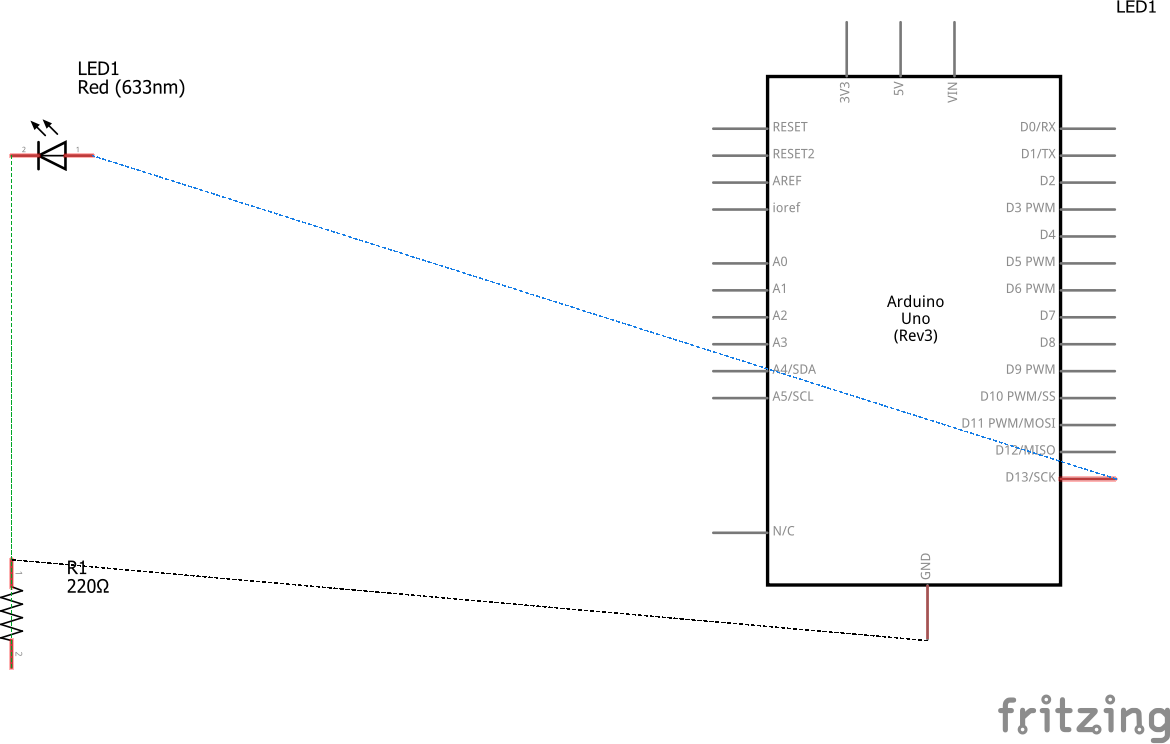 LED1
LED1
Red (633nm)
2
1
3V3
5V
VIN
RESET
RESET2
AREF
ioref
A0
A1
A2
A3
A4/SDA
A5/SCL
N/C
D0/RX
D1/TX
D2
D3 PWM
D4
D5 PWM
D6 PWM
D7
D8
D9 PWM
D10 PWM/SS
D11 PWM/MOSI
D12/MISO
D13/SCK
Arduino
Uno
(Rev3)
GND
R1
220Ω
1
2
fritzing